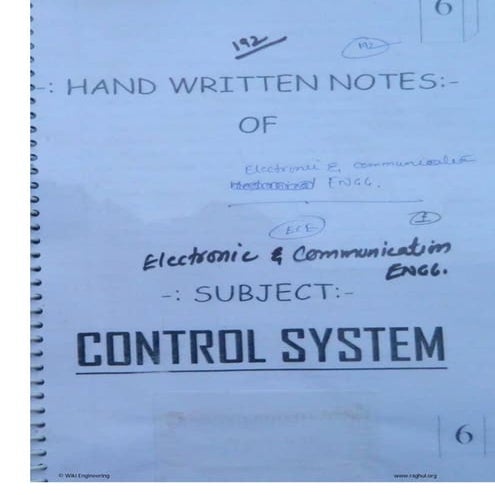 6
192
192
-: HAND WRITTEN NOTES:-
OF
Electronic & communication
ENGG.
ECE
Electronic & Communication
ENGG.
-: SUBJECT:-
CONTROL SYSTEM
6
© Wiki Engineering
www.raghul.org